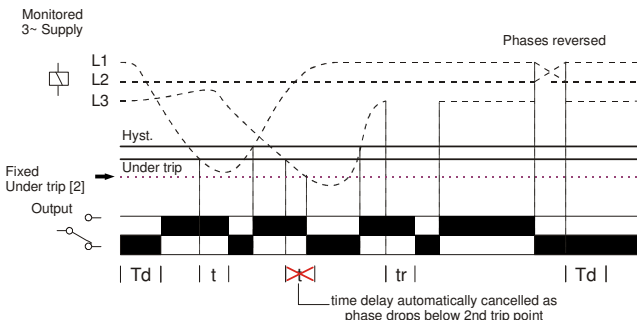 Monitored
3~ Supply
Phases reversed
L1
L2
L3
Hyst.
Under trip
Fixed
Under trip [2]
Output
Td
t
t
tr
Td
time delay automatically cancelled as
phase drops below 2nd trip point